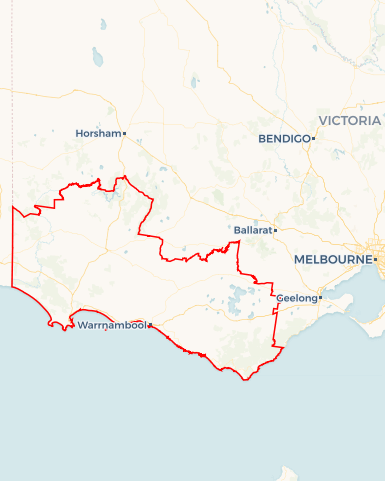 VICTORIA
Horsham
BENDIGO
Ballarat
MELBOURNE
Geelong
Warrnambool